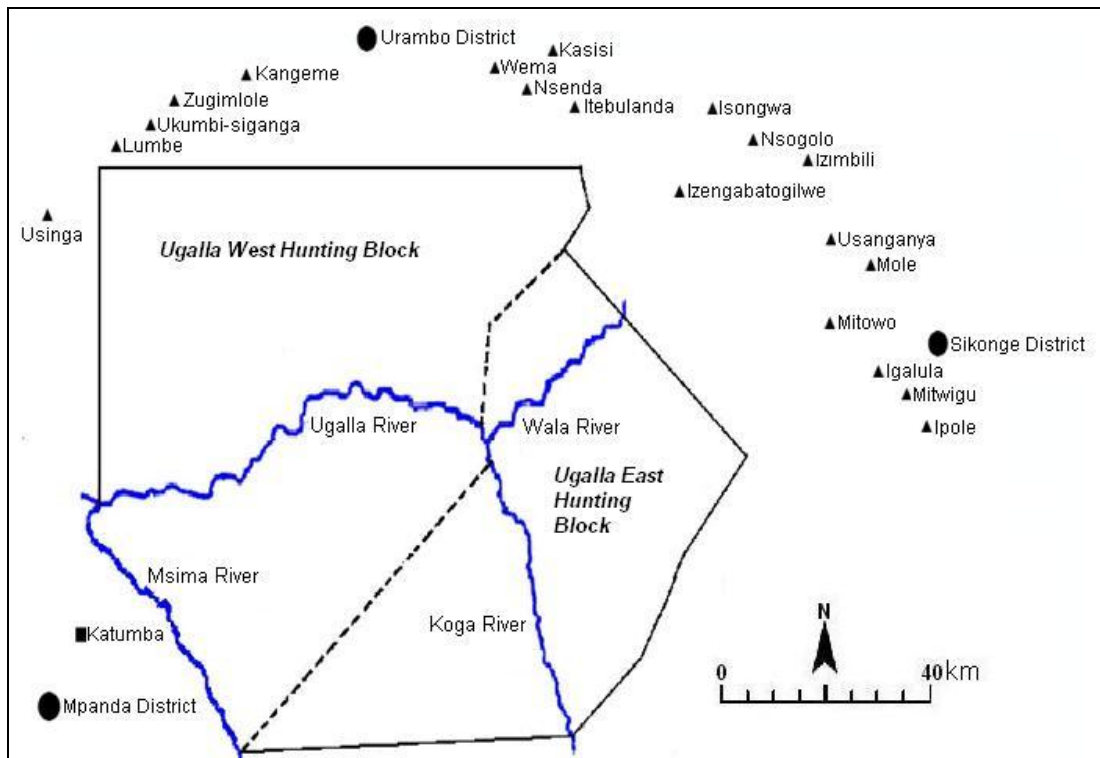 Urambo District
Kasisi
Wema
Kangeme
Nsenda
Zugimlole
Itebulanda
Isongwa
Ukumbi-siganga
Nsogolo
Lumbe
Izimbili
Izengabatogilwe
Usinga
Ugalla West Hunting Block
Usanganya
Mole
Mitowo
Sikonge District
Igalula
Mitwigu
Ugalla River
Wala River
Ipole
Ugalla East
Hunting
Block
Msima River
Koga River
N
Katumba
0 40km
Mpanda District